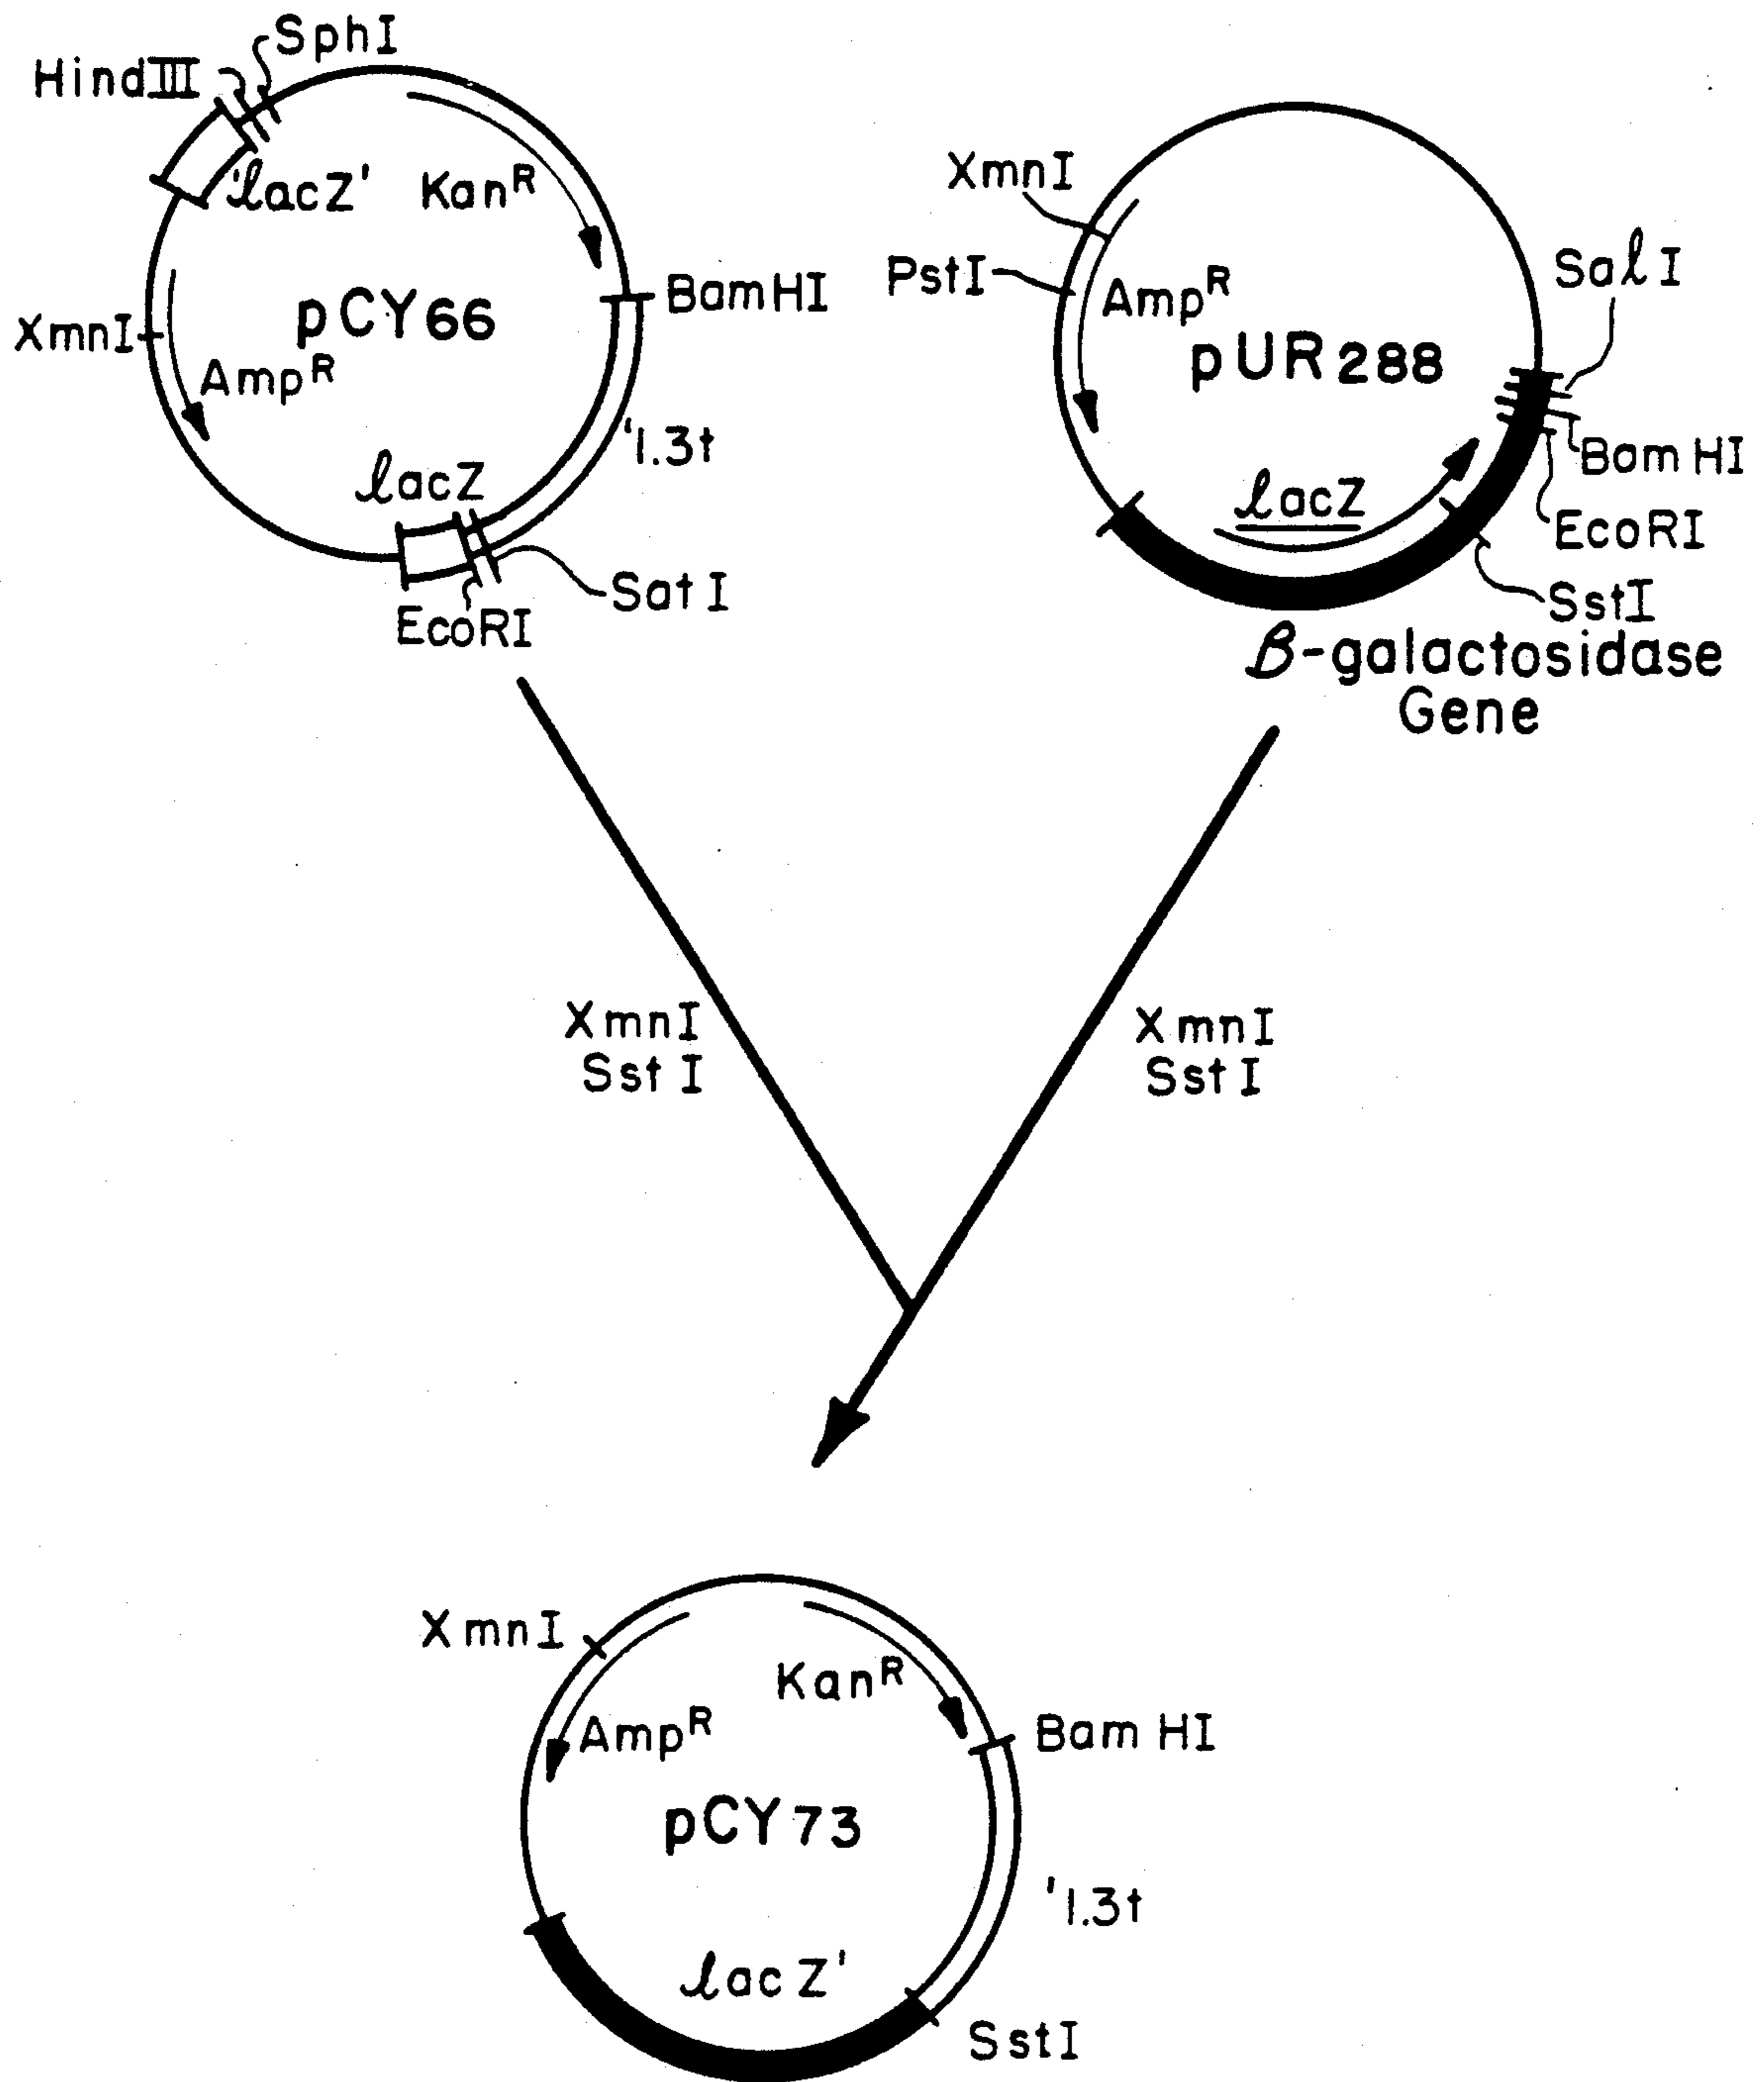 SphI
HindIII
'lacZ'
KanR
pCY66
BamHI
XmnI
AmpR
'1.3t
lacZ
SatI
EcoRI
XmnI
PstI
AmpR
pUR288
SalI
BamHI
lacZ
EcoRI
SstI
β-galactosidase
Gene
XmnI
SstI
XmnI
SstI
XmnI
KanR
AmpR
BamHI
pCY73
'1.3t
lacZ'
SstI